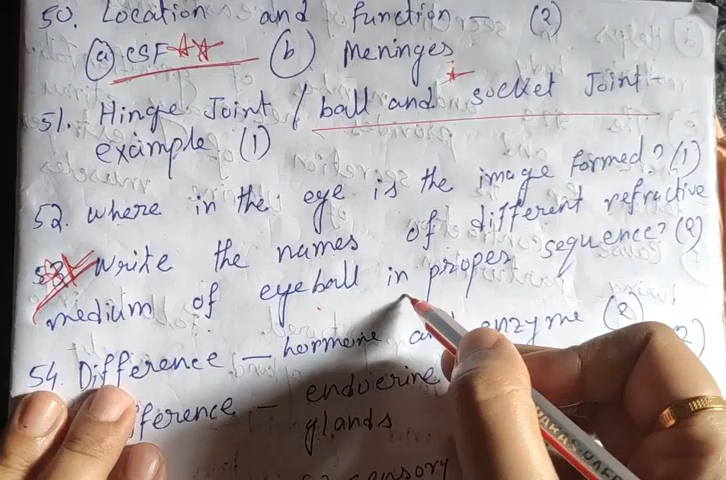 50. Location and function (2)
(a) CSF (b) Meninges
51. Hinge Joint / ball and socket Joint -
example (1)
52. where in the eye is the image formed? (1)
53. Write the names of different refractive
medium of eyeball in proper sequence? (2)
54. Difference - hormone and enzyme (2)
Difference - endocrine 2)
glands
sensory